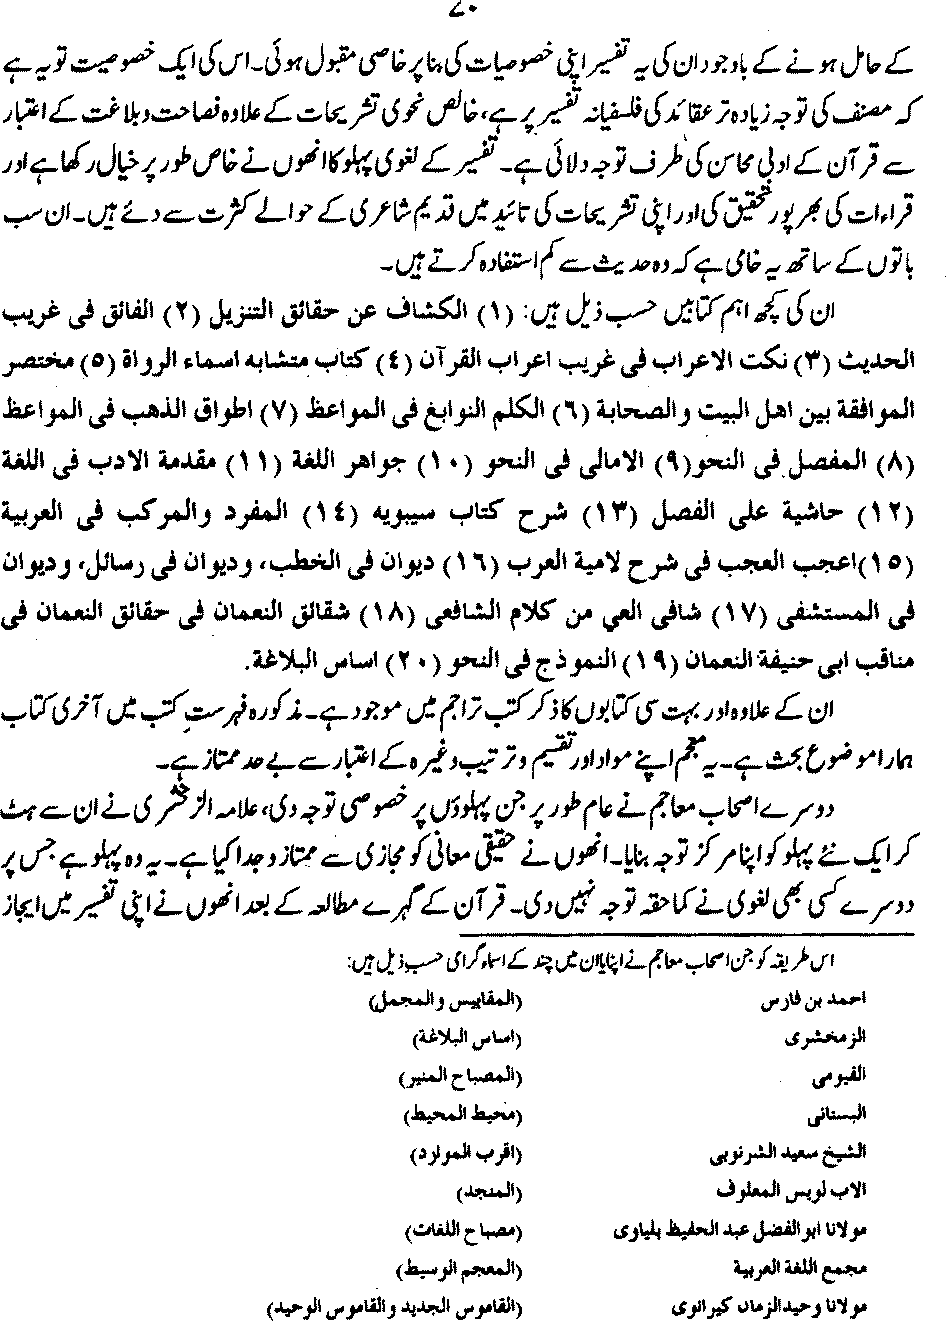 ۷۰
کے حامل ہونے کے باوجود ان کی یہ تفسیر اپنی خصوصیات کی بنا پر خاصی مقبول ہوئی۔ اس کی ایک خصوصیت تو یہ ہے
کہ مصنف کی توجہ زیادہ تر عقائد کی فلسفیانہ تفسیر پر ہے، خالص نحوی تشریحات کے علاوہ فصاحت و بلاغت کے اعتبار
سے قرآن کے ادبی محاسن کی طرف توجہ دلائی ہے۔ تفسیر کے لغوی پہلو کا انھوں نے خاص طور پر خیال رکھا ہے اور
قراءات کی بھرپور تحقیق کی اور اپنی تشریحات کی تائید میں قدیم شاعری کے حوالے کثرت سے دئے ہیں۔ ان سب
باتوں کے ساتھ یہ خامی ہے کہ وہ حدیث سے کم استفادہ کرتے ہیں۔
ان کی کچھ اہم کتابیں حسب ذیل ہیں: (۱) الکشاف عن حقائق التنزیل (۲) الفائق فی غریب
الحدیث (۳) نکت الاعراب فی غریب اعراب القرآن (٤) کتاب متشابه اسماء الرواة (٥) مختصر
الموافقة بین اهل البیت والصحابة (٦) الکلم النوابغ فی المواعظ (۷) اطواق الذهب فی المواعظ
(۸) المفصل فی النحو(۹) الامالی فی النحو (۱۰) جواهر اللغة (۱۱) مقدمة الادب فی اللغة
(۱۲) حاشیة علی الفصل (۱۳) شرح کتاب سیبویه (۱٤) المفرد والمرکب فی العربیة
(۱٥)اعجب العجب فی شرح لامیة العرب (۱٦) دیوان فی الخطب، ودیوان فی رسائل، ودیوان
فی المستشفی (۱۷) شافی العي من کلام الشافعی (۱۸) شقائق النعمان فی حقائق النعمان فی
مناقب ابی حنیفة النعمان (۱۹) النموذج فی النحو (۲۰) اساس البلاغة.
ان کے علاوہ اور بہت سی کتابوں کا ذکر کتب تراجم میں موجود ہے۔ مذکورہ فہرستِ کتب میں آخری کتاب
ہمارا موضوع بحث ہے۔ یہ معجم اپنے مواد اور تقسیم و ترتیب وغیرہ کے اعتبار سے بے حد ممتاز ہے۔
دوسرے اصحاب معاجم نے عام طور پر جن پہلوؤں پر خصوصی توجہ دی، علامہ الزمخشری نے ان سے ہٹ
کر ایک نئے پہلو کو اپنا مرکز توجہ بنایا۔ انھوں نے حقیقی معانی کو مجازی سے ممتاز و جدا کیا ہے۔ یہ وہ پہلو ہے جس پر
دوسرے کسی بھی لغوی نے کما حقہ توجہ نہیں دی۔ قرآن کے گہرے مطالعہ کے بعد انھوں نے اپنی تفسیر میں ایجاز
اس طریقہ کو جن اصحاب معاجم نے اپنایا ان میں چند کے اسماء گرامی حسب ذیل ہیں:
احمد بن فارس (المقاییس والمجمل)
الزمخشری (اساس البلاغة)
الفیومی (المصباح المنیر)
البستانی (محیط المحیط)
الشیخ سعید الشرنوبی (اقرب المولود)
الاب لویس المعلوف (المنجد)
مولانا ابوالفضل عبد الحفیظ بلیاوی (مصباح اللغات)
مجمع اللغة العربیة (المعجم الوسیط)
مولانا وحیدالزماں کیرانوی (القاموس الجدید والقاموس الوحید)